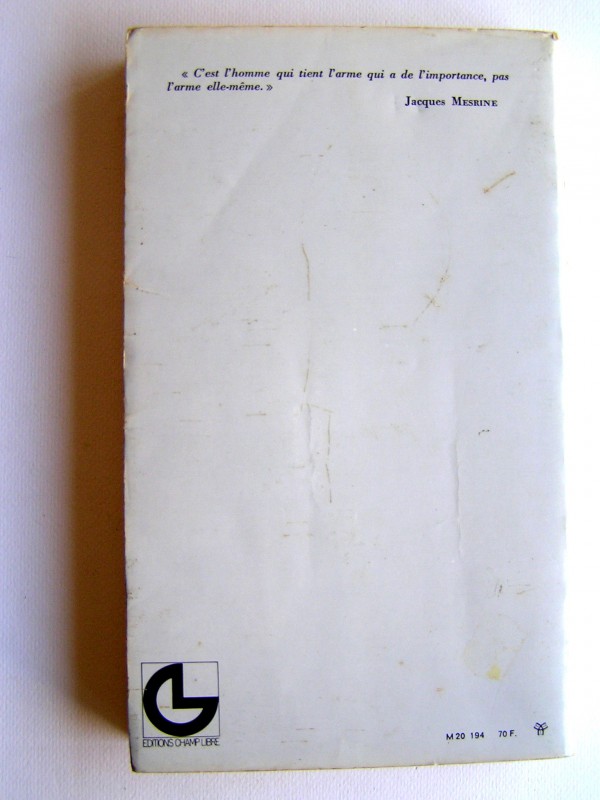 « C'est l'homme qui tient l'arme qui a de l'importance, pas
l'arme elle-même. »
Jacques MESRINE
EDITIONS CHAMP LIBRE
M 20 194 70 F.